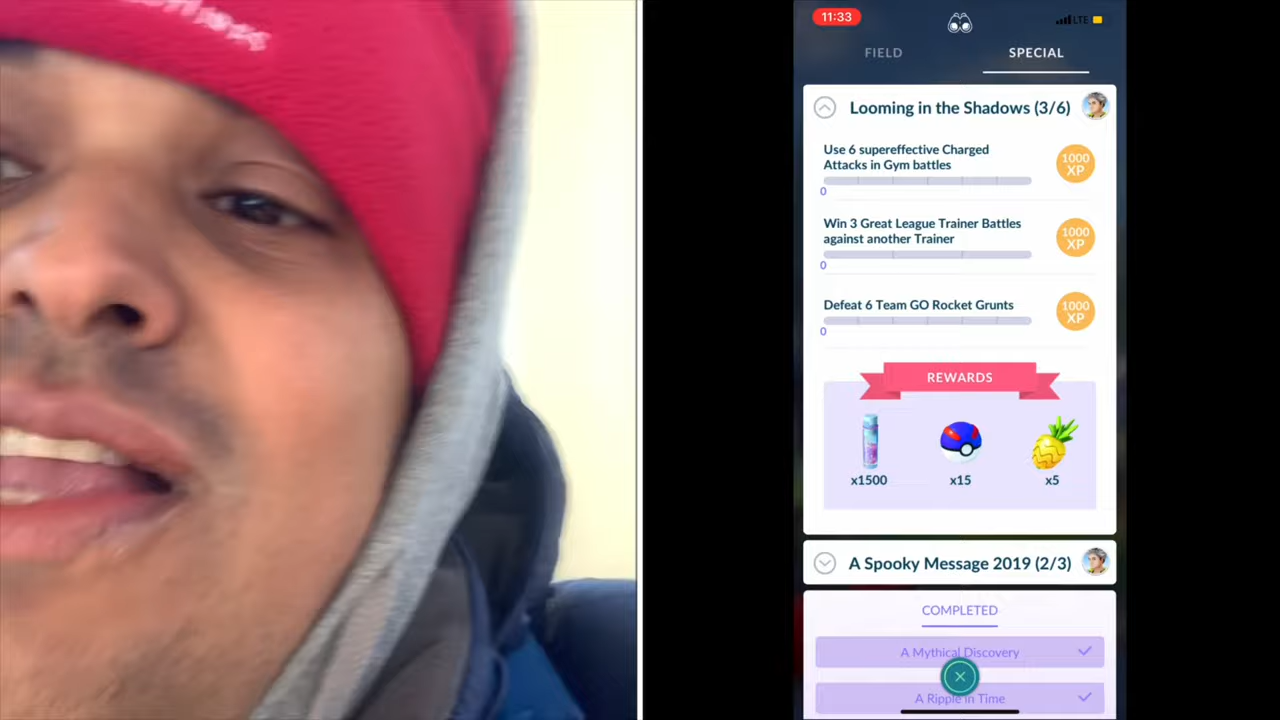 11:33
LTE
FIELD
SPECIAL
Looming in the Shadows (3/6)
Use 6 supereffective Charged
Attacks in Gym battles
1000
XP
0
Win 3 Great League Trainer Battles
against another Trainer
1000
XP
0
Defeat 6 Team GO Rocket Grunts
1000
XP
0
REWARDS
x1500
x15
x5
A Spooky Message 2019 (2/3)
COMPLETED
A Mythical Discovery
A Ripple in Time